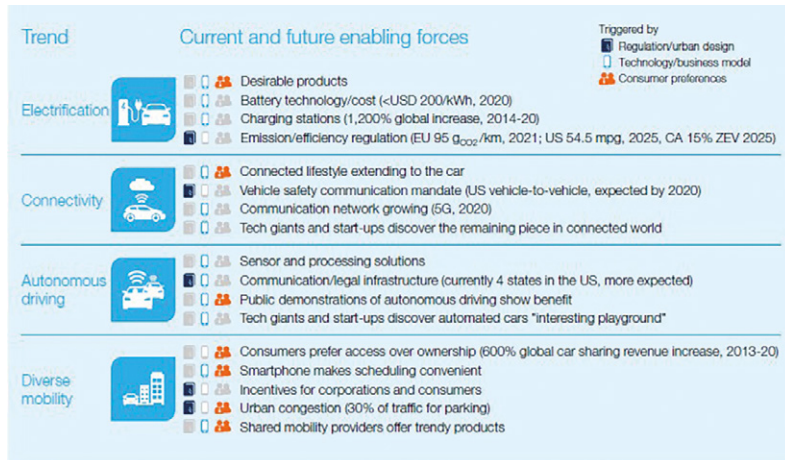 Trend
Current and future enabling forces
Triggered by
Regulation/urban design
Technology/business model
Consumer preferences
Electrification
Desirable products
Battery technology/cost (<USD 200/kWh, 2020)
Charging stations (1,200% global increase, 2014-20)
Emission/efficiency regulation (EU 95 gCO2/km, 2021; US 54.5 mpg, 2025, CA 15% ZEV 2025)
Connectivity
Connected lifestyle extending to the car
Vehicle safety communication mandate (US vehicle-to-vehicle, expected by 2020)
Communication network growing (5G, 2020)
Tech giants and start-ups discover the remaining piece in connected world
Autonomous
driving
Sensor and processing solutions
Communication/legal infrastructure (currently 4 states in the US, more expected)
Public demonstrations of autonomous driving show benefit
Tech giants and start-ups discover automated cars "interesting playground"
Diverse
mobility
Consumers prefer access over ownership (600% global car sharing revenue increase, 2013-20)
Smartphone makes scheduling convenient
Incentives for corporations and consumers
Urban congestion (30% of traffic for parking)
Shared mobility providers offer trendy products